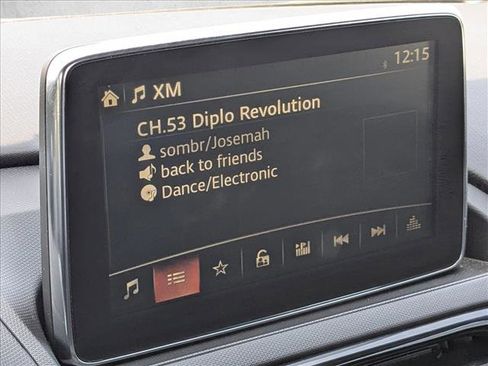 XM
12:15
CH.53 Diplo Revolution
sombr/Josemah
back to friends
Dance/Electronic